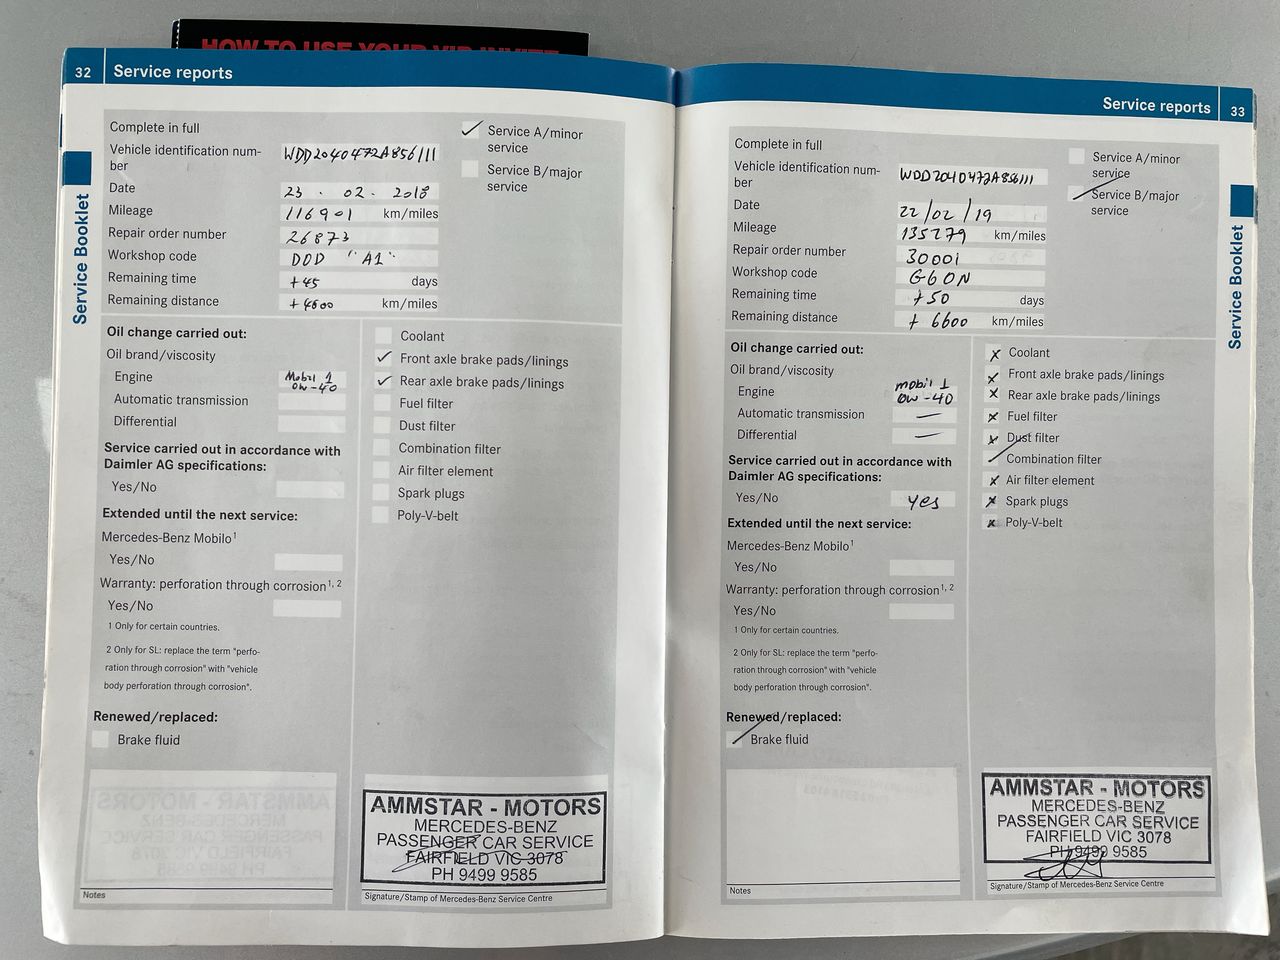 HOW TO USE YOUR VIP INVITE
32 Service reports
Service Booklet
Complete in full
Vehicle identification num-
ber WDD2040472A856111
Date 23 . 02 . 2018
Mileage 116901 km/miles
Repair order number 26873
Workshop code DOD "A1"
Remaining time +45 days
Remaining distance +4600 km/miles
✓ Service A/minor
service
Service B/major
service
Oil change carried out:
Oil brand/viscosity
Engine Mobil 1
0w-40
Automatic transmission
Differential
Service carried out in accordance with
Daimler AG specifications:
Yes/No
Extended until the next service:
Mercedes-Benz Mobilo¹
Yes/No
Warranty: perforation through corrosion¹, ²
Yes/No
1 Only for certain countries.
2 Only for SL: replace the term "perfo-
ration through corrosion" with "vehicle
body perforation through corrosion".
Renewed/replaced:
Brake fluid
Coolant
✓ Front axle brake pads/linings
✓ Rear axle brake pads/linings
Fuel filter
Dust filter
Combination filter
Air filter element
Spark plugs
Poly-V-belt
Notes
AMMSTAR - MOTORS
MERCEDES-BENZ
PASSENGER CAR SERVICE
FAIRFIELD VIC 3078
PH 9499 9585
Signature/Stamp of Mercedes-Benz Service Centre
Service reports 33
Service Booklet
Complete in full
Vehicle identification num-
ber WDD2040472A856111
Date 22/02/19
Mileage 135279 km/miles
Repair order number 30001
Workshop code G60N
Remaining time +50 days
Remaining distance + 6600 km/miles
Service A/minor
service
Service B/major
service
Oil change carried out:
Oil brand/viscosity
Engine mobil 1
0w-40
Automatic transmission —
Differential —
Service carried out in accordance with
Daimler AG specifications:
Yes/No yes
Extended until the next service:
Mercedes-Benz Mobilo¹
Yes/No
Warranty: perforation through corrosion¹, ²
Yes/No
1 Only for certain countries.
2 Only for SL: replace the term "perfo-
ration through corrosion" with "vehicle
body perforation through corrosion".
Renewed/replaced:
Brake fluid
x Coolant
x Front axle brake pads/linings
x Rear axle brake pads/linings
x Fuel filter
x Dust filter
Combination filter
x Air filter element
x Spark plugs
x Poly-V-belt
Notes
AMMSTAR - MOTORS
MERCEDES-BENZ
PASSENGER CAR SERVICE
FAIRFIELD VIC 3078
PH 9499 9585
Signature/Stamp of Mercedes-Benz Service Centre